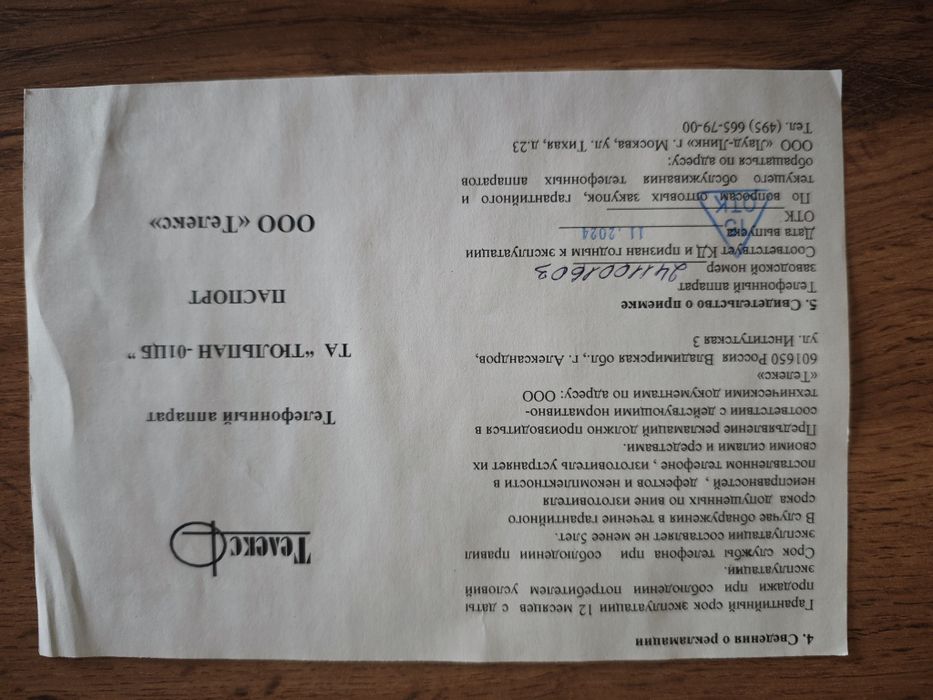 4. Сведения о рекламации
Гарантийный срок эксплуатации 12 месяцев с даты
продажи при соблюдении потребителем условий
эксплуатации.
Срок службы телефона при соблюдении правил
эксплуатации составляет не менее 5лет.
В случае обнаружения в течение гарантийного
срока допущенных по вине изготовителя
неисправностей , дефектов и некомплектности в
поставленном телефоне , изготовитель устраняет их
своими силами и средствами.
Предъявление рекламаций должно производиться в
соответствии с действующими нормативно-
техническими документами по адресу: ООО
«Телекс»
601650 Россия Владимирская обл., г. Александров,
ул. Институтская 3
5. Свидетельство о приемке
Телефонный аппарат
заводской номер 2411001603
Соответствует КД и признан годным к эксплуатации
Дата выпуска 11.2024
ОТК
ОТК
15
По вопросам оптовых закупок, гарантийного и
текущего обслуживания телефонных аппаратов
обращаться по адресу:
ООО «Лауд-Линк» г. Москва, ул. Тихая, д.23
Тел. (495) 665-79-00
Телекс
Телефонный аппарат
ТА “ТЮЛЬПАН -01ЦБ ”
ПАСПОРТ
ООО «Телекс»